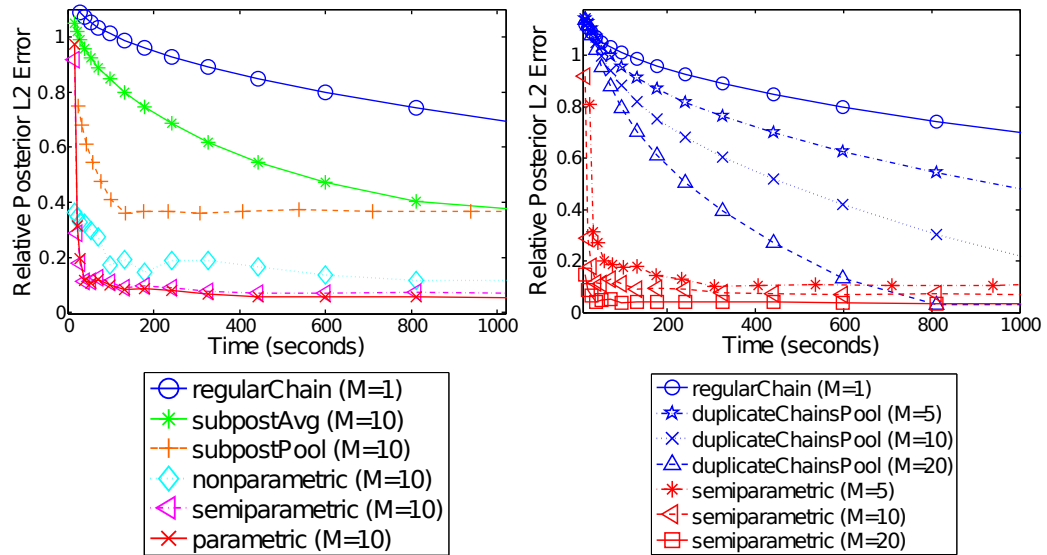 Relative Posterior L2 Error
1
0.8
0.6
0.4
0.2
0
0 200 400 600 800 1000
Time (seconds)
regularChain (M=1)
subpostAvg (M=10)
subpostPool (M=10)
nonparametric (M=10)
semiparametric (M=10)
parametric (M=10)
Relative Posterior L2 Error
1
0.8
0.6
0.4
0.2
0
200 400 600 800 1000
Time (seconds)
regularChain (M=1)
duplicateChainsPool (M=5)
duplicateChainsPool (M=10)
duplicateChainsPool (M=20)
semiparametric (M=5)
semiparametric (M=10)
semiparametric (M=20)